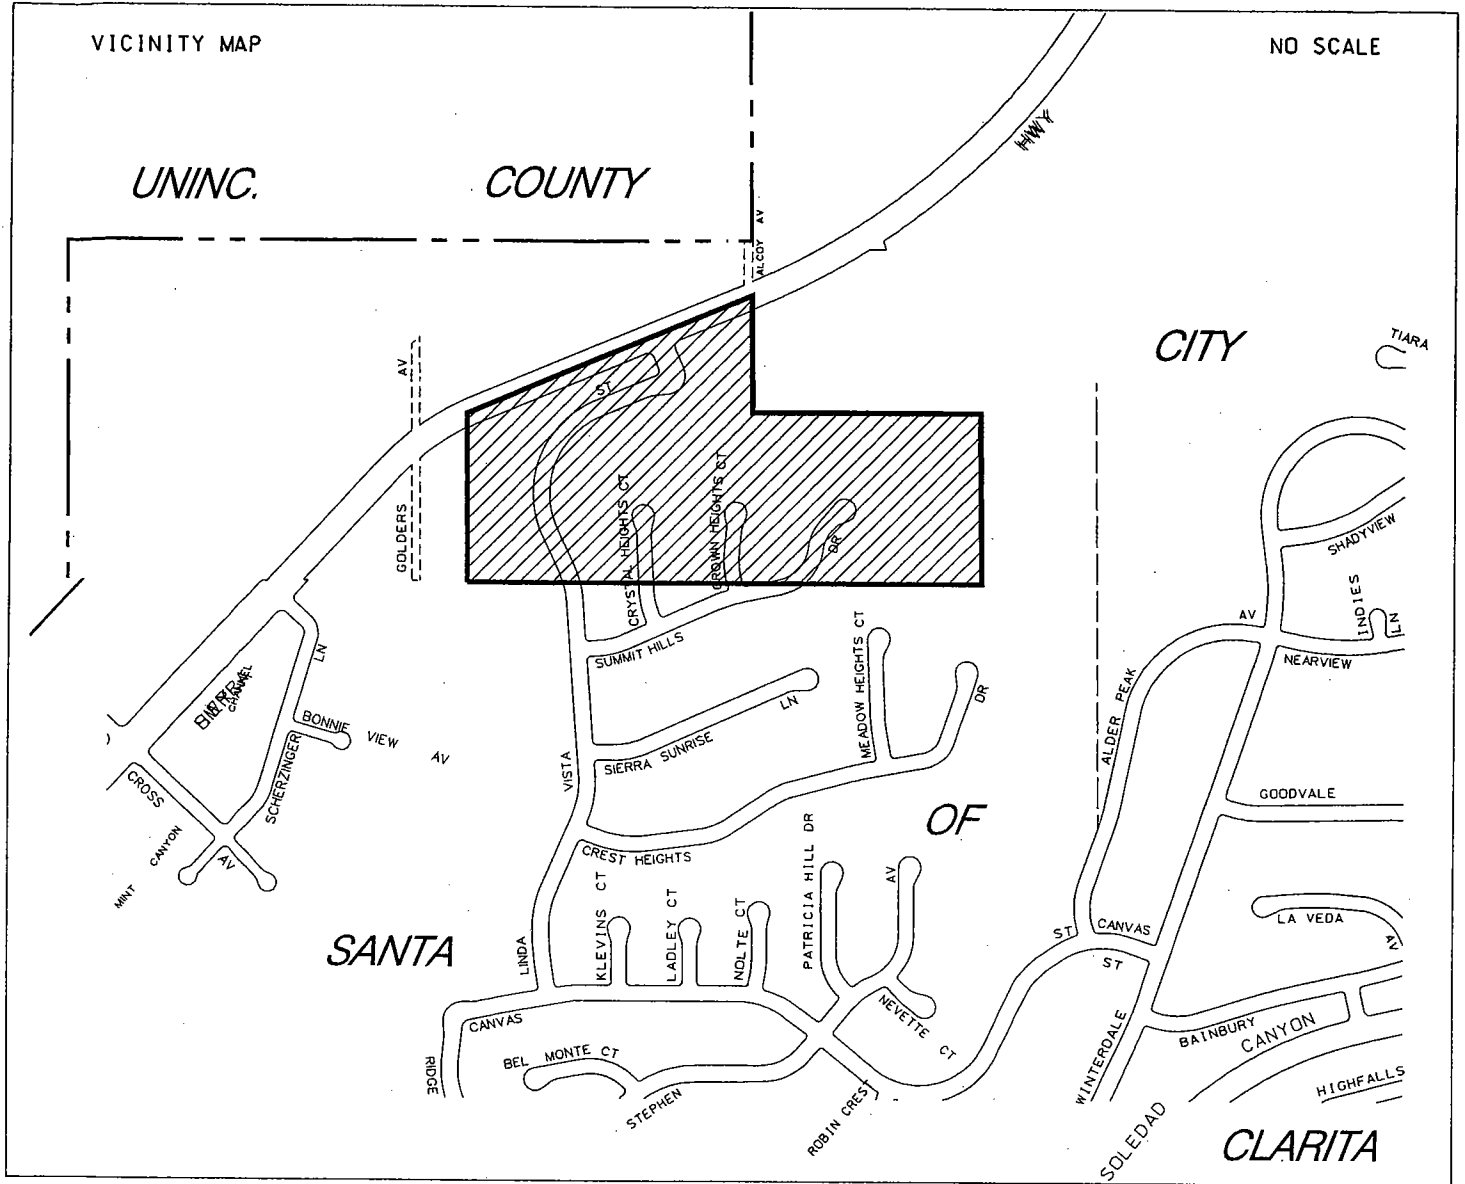 VICINITY MAP
NO SCALE
HWY
UNINC. COUNTY
ALCOY AV
CITY
TIARA
AV
ST
GOLDERS
CRYSTAL HEIGHTS CT
CROWN HEIGHTS CT
DR
SHADYVIEW
INDIES
LN
AV
NEARVIEW
SUMMIT HILLS
MEADOW HEIGHTS CT
LN
CHANNEL
BONNIE VIEW AV
SCHERZINGER
LN
DR
ALDER PEAK
SIERRA SUNRISE
VISTA
CROSS
GOODVALE
OF
MINT CANYON
AV
CREST HEIGHTS
KLEVINS CT
LADLEY CT
NOLTE CT
PATRICIA HILL DR
AV
LA VEDA
AV
ST
CANVAS
ST
SANTA
LINDA
NEVETTE CT
CANVAS
BAINBURY
CANYON
WINTERDALE
BEL MONTE CT
RIDGE
STEPHEN
ROBIN CREST
HIGHFALLS
SOLEDAD
CLARITA